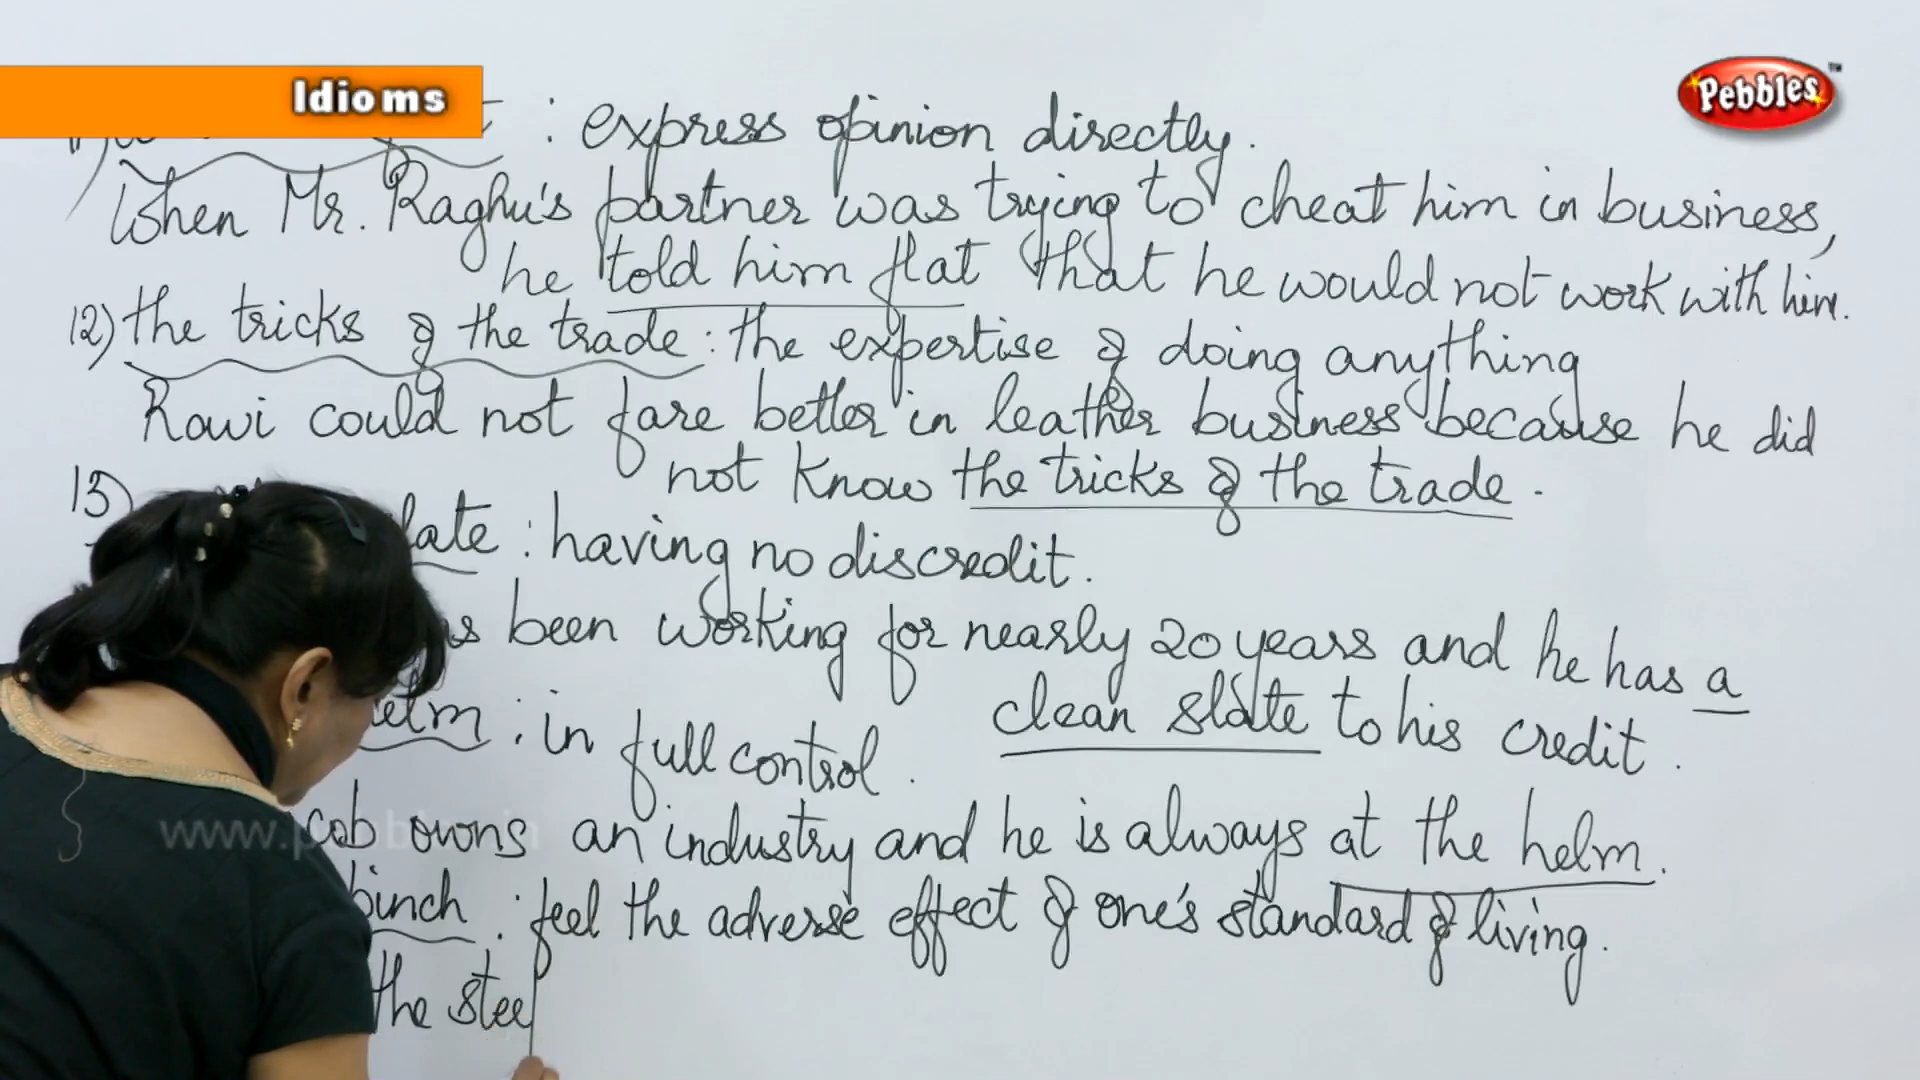 Idioms
Pebbles
TM
: express opinion directly.
When Mr. Raghu's partner was trying to cheat him in business,
he told him flat that he would not work with him.
12) the tricks of the trade : the expertise of doing anything
Ravi could not fare better in leather business because he did
not know the tricks of the trade.
13) late : having no discredit.
s been working for nearly 20 years and he has a
clean slate to his credit.
elm : in full control.
cob owns an industry and he is always at the helm.
pinch : feel the adverse effect of one's standard of living.
the stee